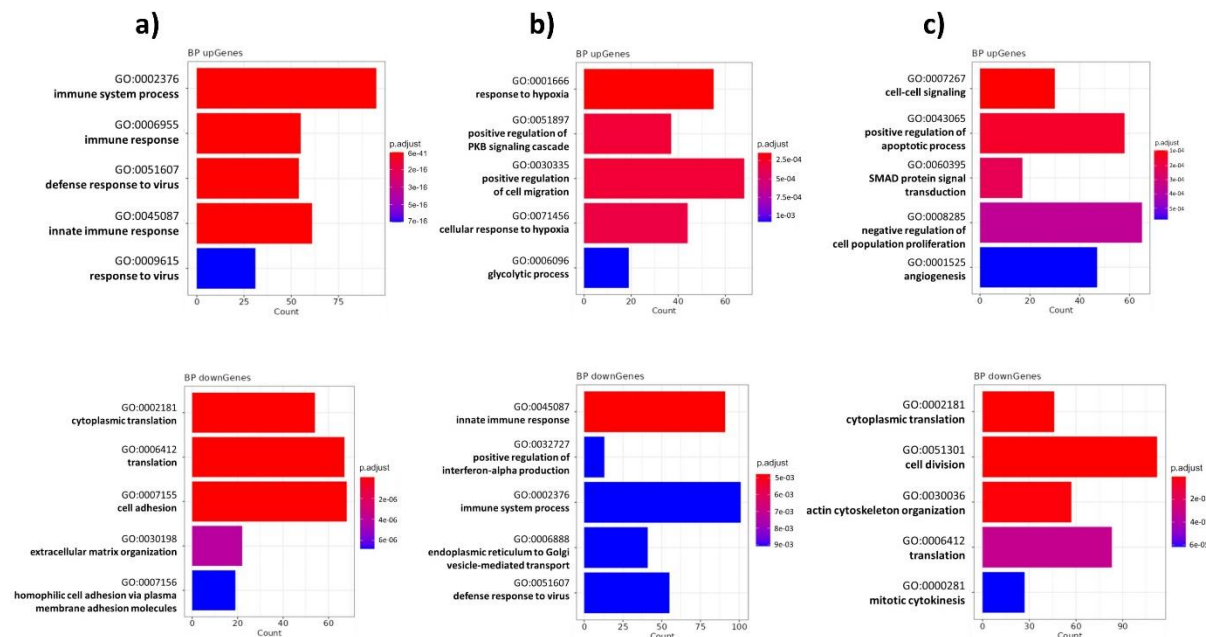 a)
BP upGenes
GO:0002376
immune system process
GO:0006955
immune response
GO:0051607
defense response to virus
GO:0045087
innate immune response
GO:0009615
response to virus
0 25 50 75
Count
p.adjust
6e-41
2e-16
3e-16
5e-16
7e-16
b)
BP upGenes
GO:0001666
response to hypoxia
GO:0051897
positive regulation of
PKB signaling cascade
GO:0030335
positive regulation
of cell migration
GO:0071456
cellular response to hypoxia
GO:0006096
glycolytic process
0 20 40 60
Count
p.adjust
2.5e-04
5e-04
7.5e-04
1e-03
c)
BP upGenes
GO:0007267
cell-cell signaling
GO:0043065
positive regulation of
apoptotic process
GO:0060395
SMAD protein signal
transduction
GO:0008285
negative regulation of
cell population proliferation
GO:0001525
angiogenesis
0 20 40 60
Count
p.adjust
1e-04
2e-04
3e-04
4e-04
5e-04
BP downGenes
GO:0002181
cytoplasmic translation
GO:0006412
translation
GO:0007155
cell adhesion
GO:0030198
extracellular matrix organization
GO:0007156
homophilic cell adhesion via plasma
membrane adhesion molecules
0 20 40 60
Count
p.adjust
2e-06
4e-06
6e-06
BP downGenes
GO:0045087
innate immune response
GO:0032727
positive regulation of
interferon-alpha production
GO:0002376
immune system process
GO:0006888
endoplasmic reticulum to Golgi
vesicle-mediated transport
GO:0051607
defense response to virus
0 25 50 75 100
Count
p.adjust
5e-03
6e-03
7e-03
8e-03
9e-03
BP downGenes
GO:0002181
cytoplasmic translation
GO:0051301
cell division
GO:0030036
actin cytoskeleton organization
GO:0006412
translation
GO:0000281
mitotic cytokinesis
0 30 60 90
Count
p.adjust